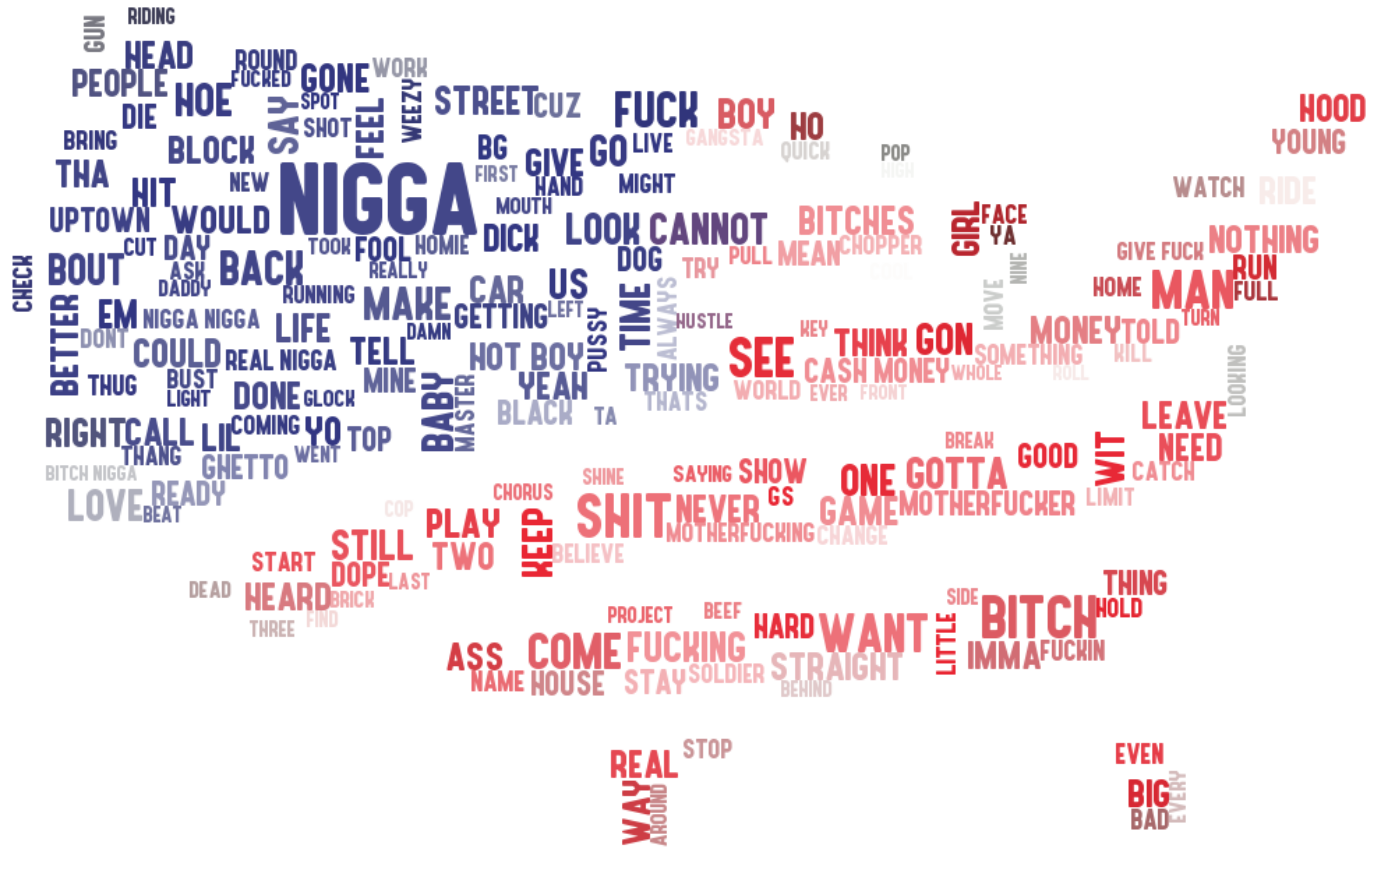 RIDING
GUN
HEAD
ROUND
PEOPLE
FUCKED
GONE
WORK
HOE
SPOT
WEEZY
STREET
CUZ
FUCK
BOY
HO
HOOD
DIE
SAY
SHOT
FEEL
GANGSTA
QUICK
POP
HIGH
YOUNG
BRING
BLOCK
BG
GIVE
GO
LIVE
THA
HIT
NEW
NIGGA
FIRST
HAND
MIGHT
WATCH
RIDE
UPTOWN
WOULD
MOUTH
LOOK
CANNOT
BITCHES
GIRL
FACE
YA
CUT
DAY
TOOK
FOOL
HOMIE
DICK
DOG
TRY
PULL
MEAN
CHOPPER
COOL
NINE
GIVE FUCK
NOTHING
CHECK
BOUT
ASK
DADDY
BACK
REALLY
RUNNING
CAR
US
MOVE
HOME
MAN
RUN
FULL
BETTER
EM
NIGGA NIGGA
LIFE
MAKE
GETTING
LEFT
TIME
ALWAYS
HUSTLE
KEY
TURN
DONT
COULD
REAL NIGGA
TELL
DAMN
HOT BOY
PUSSY
SEE
THINK
GON
MONEY
TOLD
SOMETHING
KILL
THUG
BUST
LIGHT
DONE
GLOCK
MINE
YEAH
TRYING
THATS
WORLD
CASH MONEY
EVER
FRONT
WHOLE
ROLL
LOOKING
RIGHT
CALL
LIL
COMING
YO
TOP
BABY
MASTER
BLACK
TA
LEAVE
THANG
WENT
GHETTO
BREAK
GOOD
WIT
NEED
BITCH NIGGA
LOVE
READY
BEAT
SHINE
SAYING
SHOW
ONE
GOTTA
CATCH
COP
CHORUS
GS
PLAY
KEEP
SHIT
NEVER
GAME
MOTHERFUCKER
LIMIT
STILL
TWO
BELIEVE
MOTHERFUCKING
CHANGE
START
DOPE
LAST
DEAD
HEARD
BRICK
THREE
FIND
PROJECT
BEEF
SIDE
THING
BITCH
HOLD
ASS
COME
FUCKING
HARD
WANT
LITTLE
IMMA
FUCKIN
NAME
HOUSE
STAY
SOLDIER
STRAIGHT
BEHIND
REAL
STOP
EVEN
WAY
AROUND
BIG
EVERY
BAD